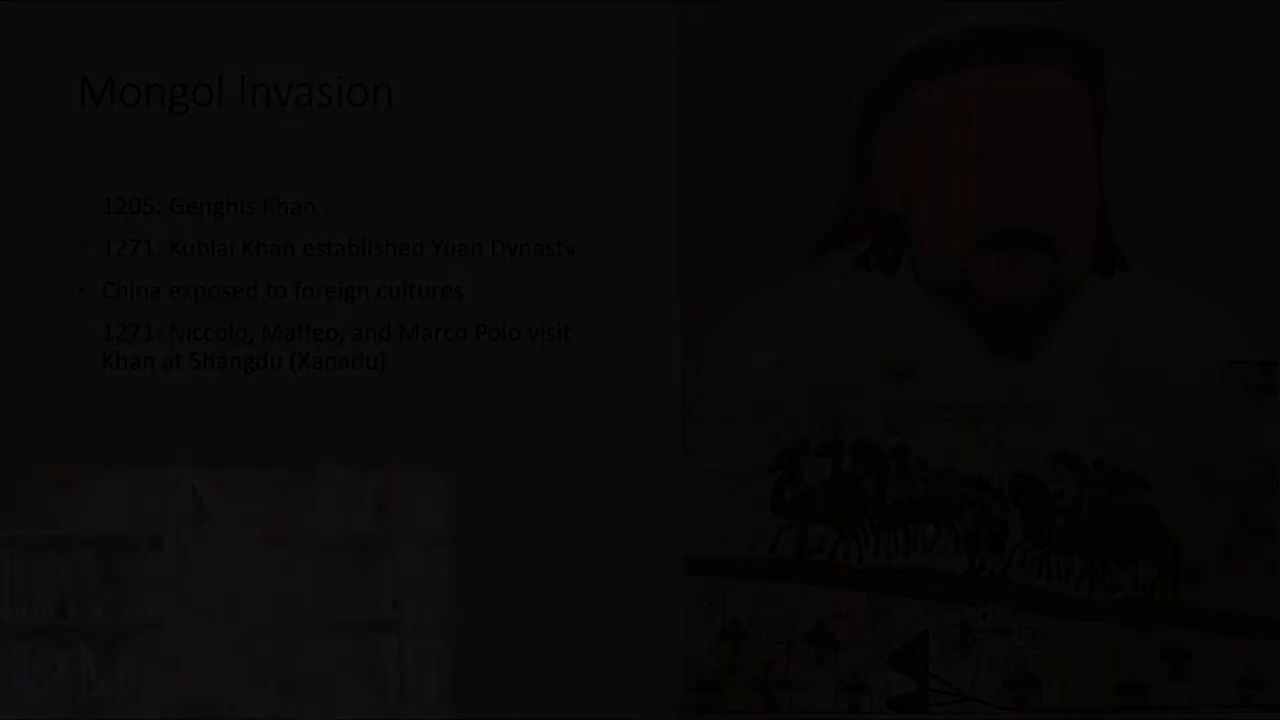 Mongol Invasion
1205: Genghis Khan
1271: Kublai Khan established Yuan Dynasty
• China exposed to foreign cultures
1271: Niccolo, Maffeo, and Marco Polo visit
Khan at Shangdu (Xanadu)